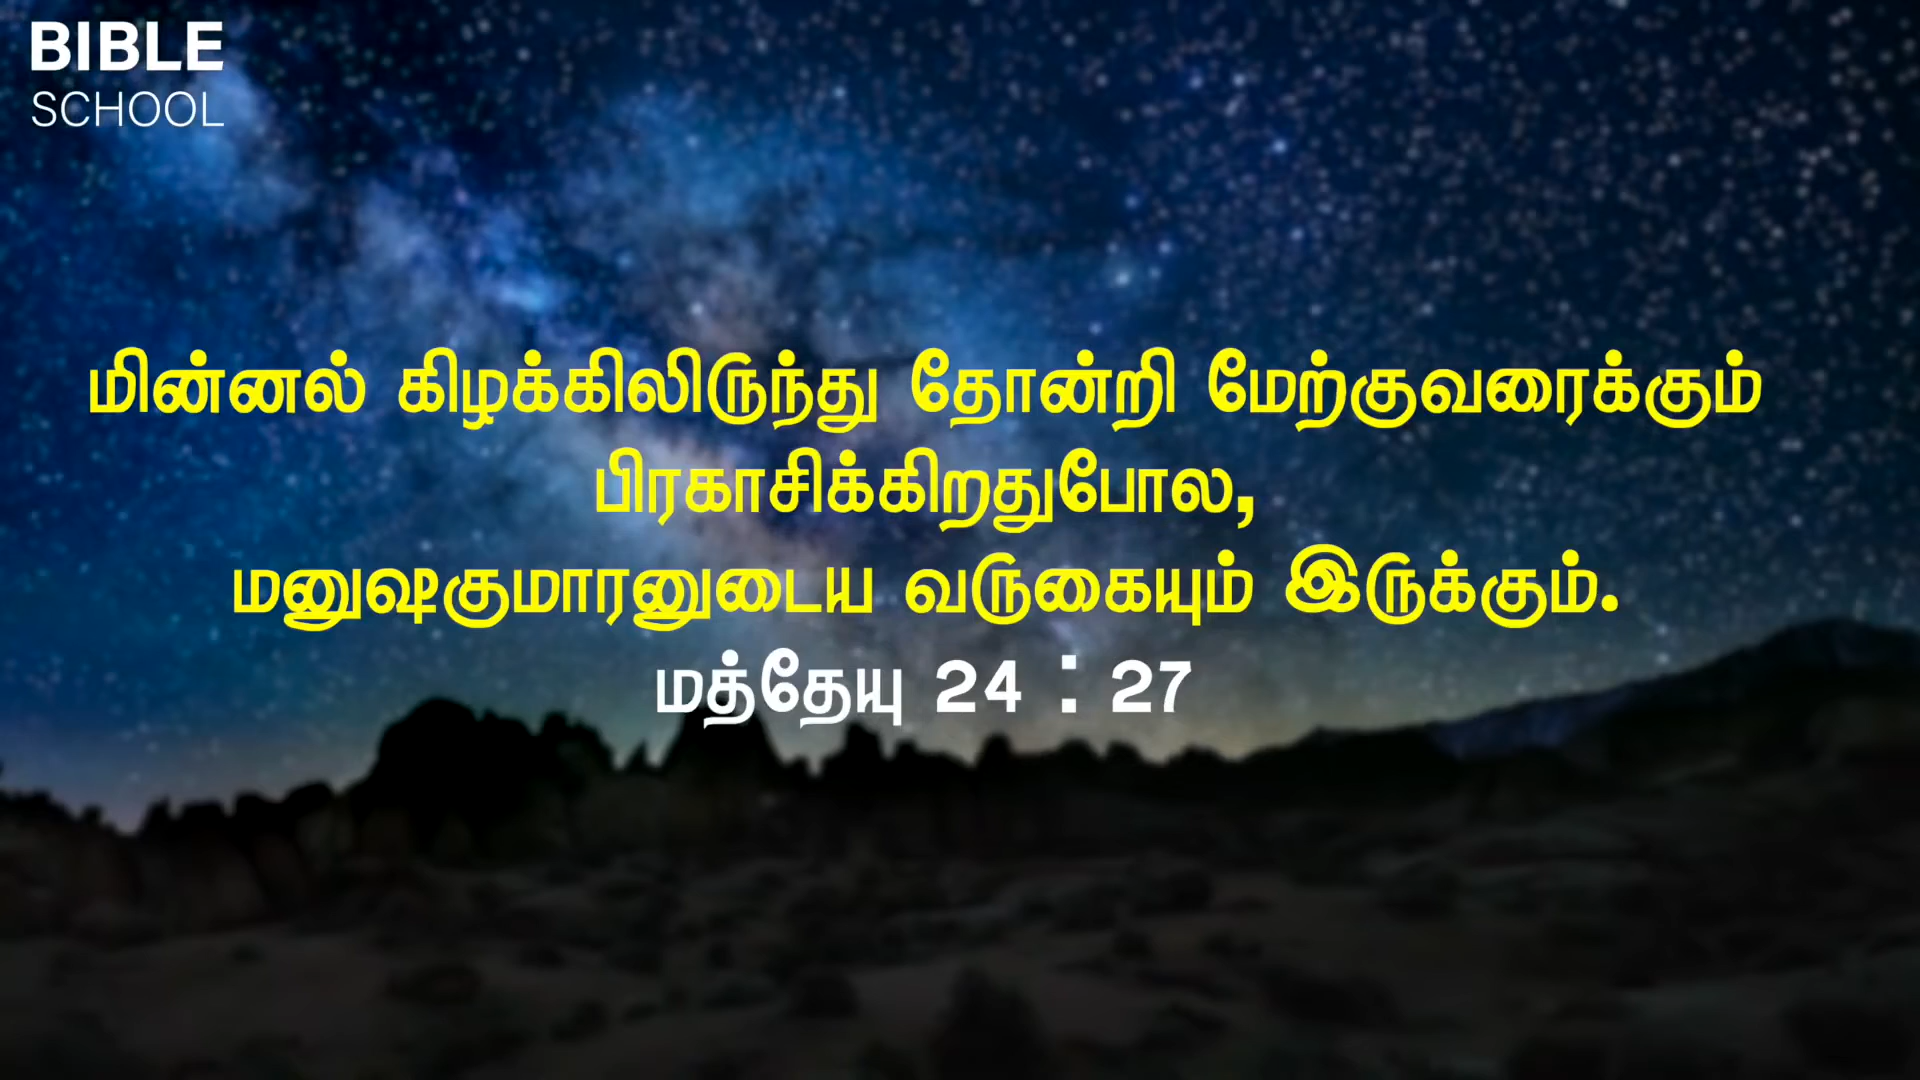 BIBLE
SCHOOL
மின்னல் கிழக்கிலிருந்து தோன்றி மேற்குவரைக்கும்
பிரகாசிக்கிறதுபோல,
மனுஷகுமாரனுடைய வருகையும் இருக்கும்.
மத்தேயு 24 : 27